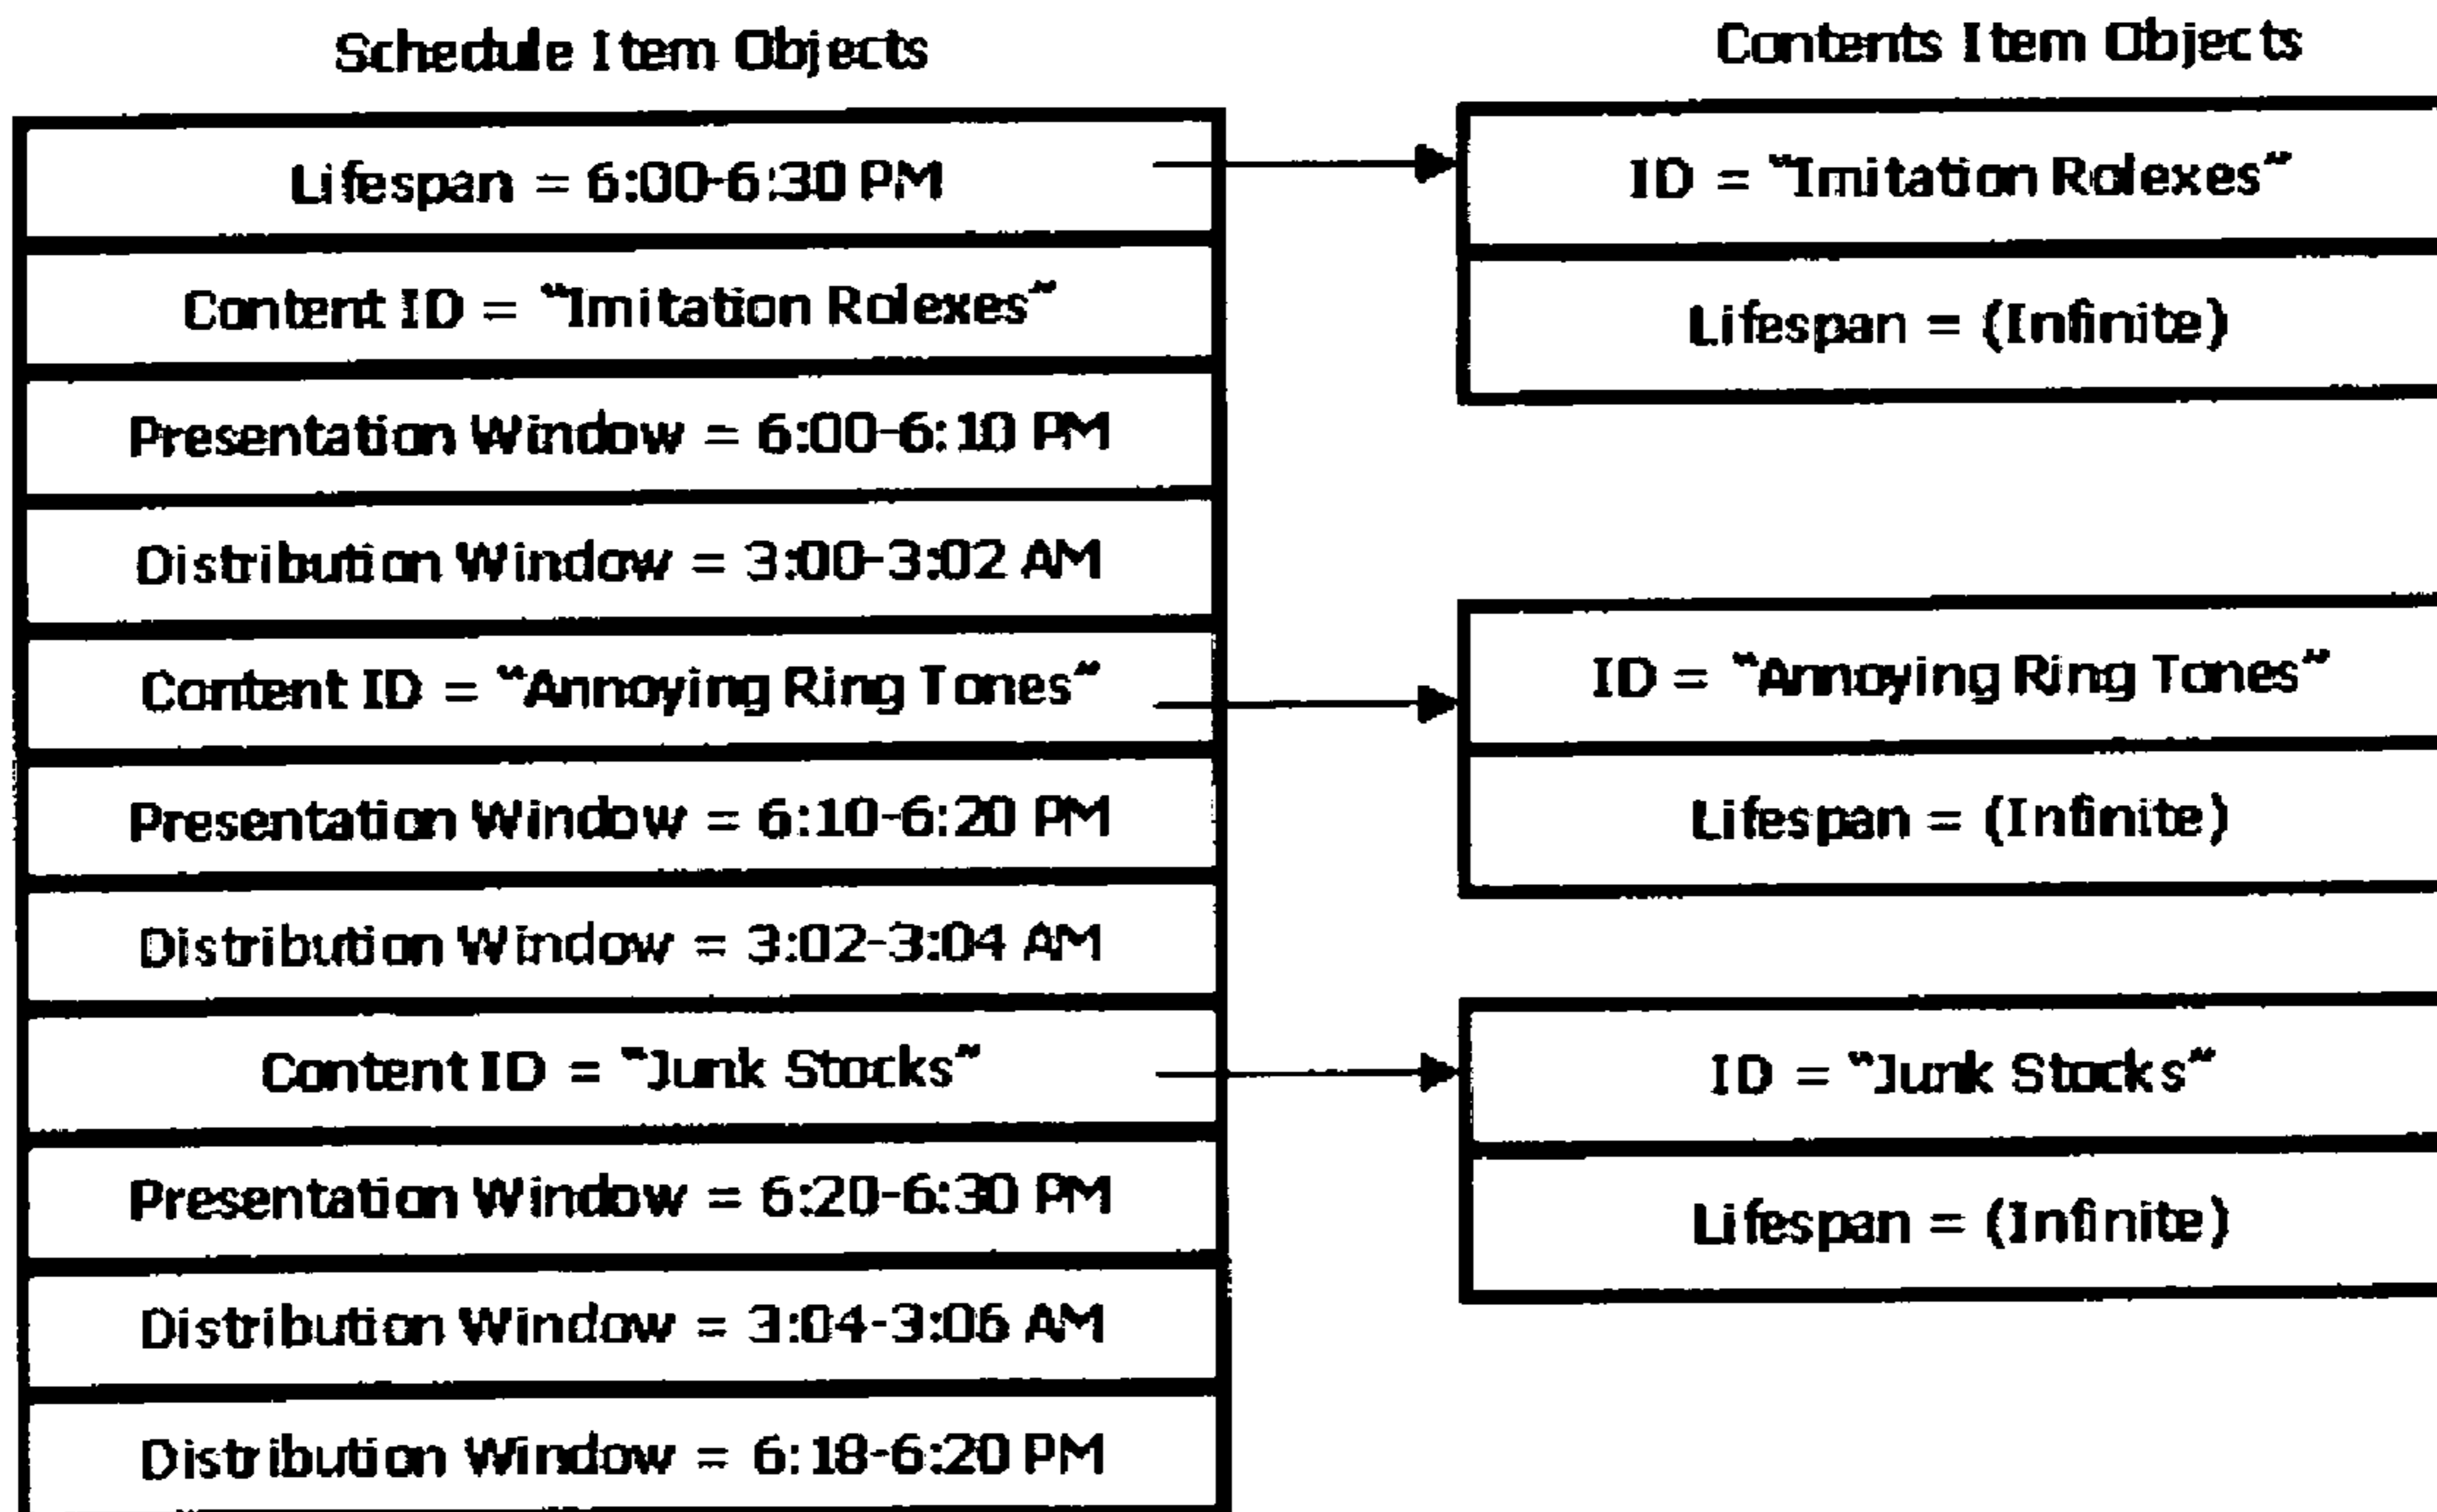 Schedule Item Objects
Lifespan = 6:00-6:30 PM
Content ID = "Imitation Rolexes"
Presentation Window = 6:00-6:10 PM
Distribution Window = 3:00-3:02 AM
Content ID = "Annoying Ring Tones"
Presentation Window = 6:10-6:20 PM
Distribution Window = 3:02-3:04 AM
Content ID = "Junk Stocks"
Presentation Window = 6:20-6:30 PM
Distribution Window = 3:04-3:06 AM
Distribution Window = 6:18-6:20 PM
Contents Item Objects
ID = "Imitation Rolexes"
Lifespan = (Infinite)
ID = "Annoying Ring Tones"
Lifespan = (Infinite)
ID = "Junk Stocks"
Lifespan = (Infinite)